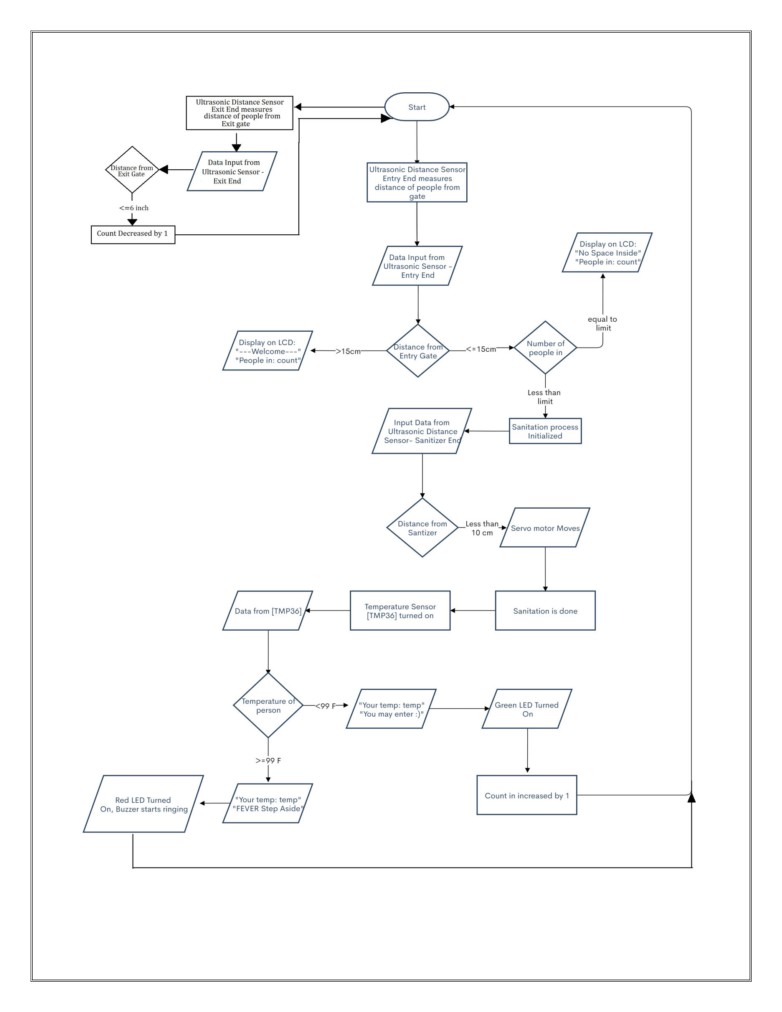 Start
Ultrasonic Distance Sensor
Exit End measures
distance of people from
Exit gate
Data Input from
Ultrasonic Sensor -
Exit End
Distance from
Exit Gate
<=6 inch
Count Decreased by 1
Ultrasonic Distance Sensor
Entry End measures
distance of people from
gate
Data Input from
Ultrasonic Sensor -
Entry End
Distance from
Entry Gate
>15cm
Display on LCD:
"---Welcome---"
"People in: count"
<=15cm
Number of
people in
equal to
limit
Display on LCD:
"No Space Inside"
"People in: count"
Less than
limit
Sanitation process
Initialized
Input Data from
Ultrasonic Distance
Sensor- Sanitizer End
Distance from
Santizer
Less than
10 cm
Servo motor Moves
Sanitation is done
Temperature Sensor
[TMP36] turned on
Data from [TMP36]
Temperature of
person
<99 F
"Your temp: temp"
"You may enter :)"
Green LED Turned
On
Count in increased by 1
>=99 F
"Your temp: temp"
"FEVER Step Aside"
Red LED Turned
On, Buzzer starts ringing